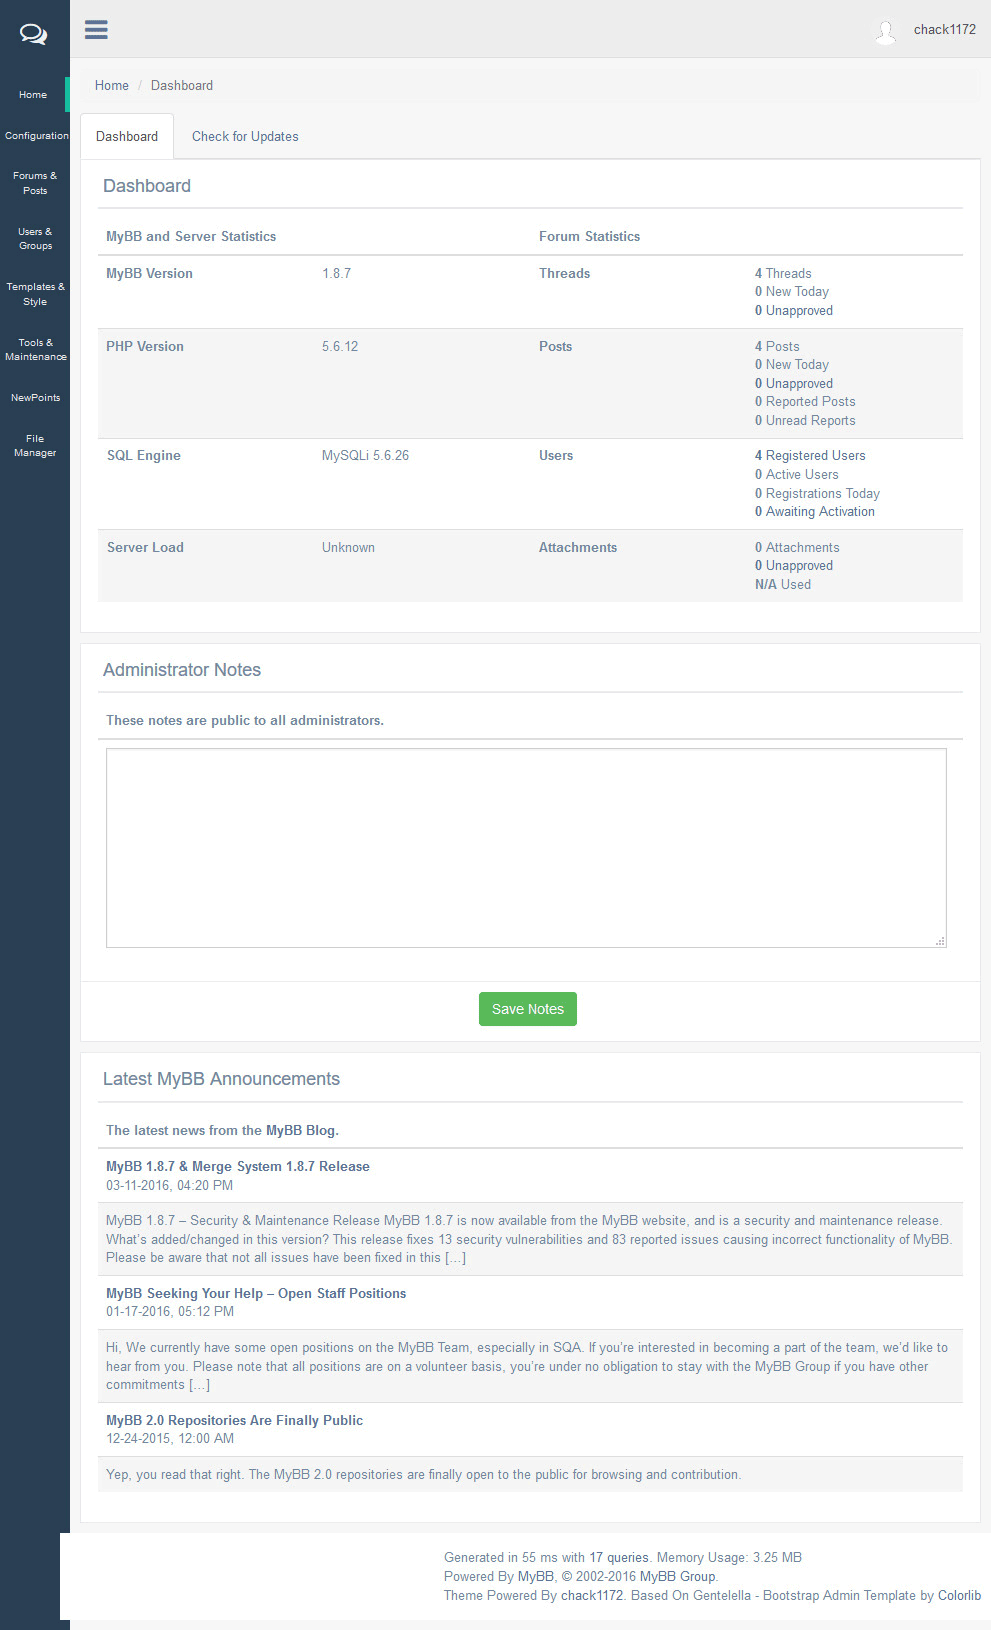 chack1172
Home
Configuration
Forums &
Posts
Users &
Groups
Templates &
Style
Tools &
Maintenance
NewPoints
File
Manager
Home / Dashboard
Dashboard Check for Updates
Dashboard
MyBB and Server Statistics Forum Statistics
MyBB Version 1.8.7 Threads 4 Threads
0 New Today
0 Unapproved
PHP Version 5.6.12 Posts 4 Posts
0 New Today
0 Unapproved
0 Reported Posts
0 Unread Reports
SQL Engine MySQLi 5.6.26 Users 4 Registered Users
0 Active Users
0 Registrations Today
0 Awaiting Activation
Server Load Unknown Attachments 0 Attachments
0 Unapproved
N/A Used
Administrator Notes
These notes are public to all administrators.
Save Notes
Latest MyBB Announcements
The latest news from the MyBB Blog.
MyBB 1.8.7 & Merge System 1.8.7 Release
03-11-2016, 04:20 PM
MyBB 1.8.7 – Security & Maintenance Release MyBB 1.8.7 is now available from the MyBB website, and is a security and maintenance release.
What’s added/changed in this version? This release fixes 13 security vulnerabilities and 83 reported issues causing incorrect functionality of MyBB.
Please be aware that not all issues have been fixed in this […]
MyBB Seeking Your Help – Open Staff Positions
01-17-2016, 05:12 PM
Hi, We currently have some open positions on the MyBB Team, especially in SQA. If you’re interested in becoming a part of the team, we’d like to
hear from you. Please note that all positions are on a volunteer basis, you’re under no obligation to stay with the MyBB Group if you have other
commitments […]
MyBB 2.0 Repositories Are Finally Public
12-24-2015, 12:00 AM
Yep, you read that right. The MyBB 2.0 repositories are finally open to the public for browsing and contribution.
Generated in 55 ms with 17 queries. Memory Usage: 3.25 MB
Powered By MyBB, © 2002-2016 MyBB Group.
Theme Powered By chack1172. Based On Gentelella - Bootstrap Admin Template by Colorlib